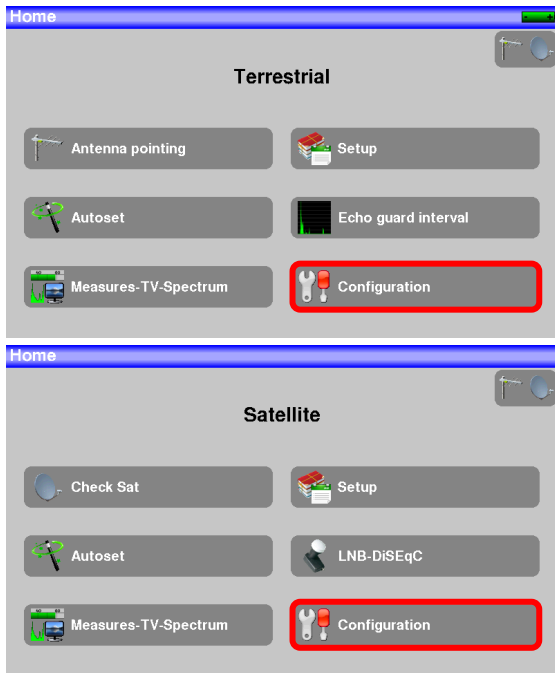 Home
Terrestrial
Antenna pointing
Setup
Autoset
Echo guard interval
Measures-TV-Spectrum
Configuration
Home
Satellite
Check Sat
Setup
Autoset
LNB-DiSEqC
Measures-TV-Spectrum
Configuration